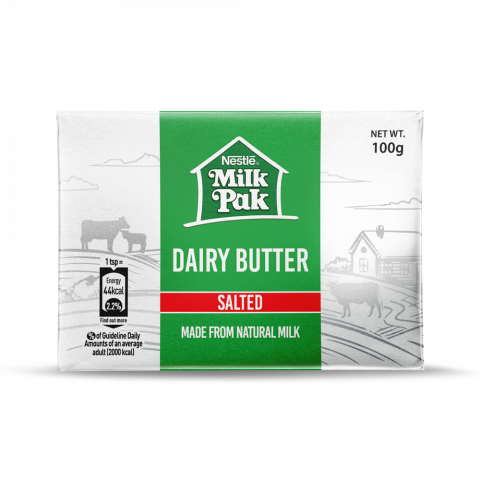 NET WT.
100g
Nestlé
Milk
Pak
DAIRY BUTTER
SALTED
MADE FROM NATURAL MILK
1 tsp =
Energy
44kcal
2.2%
Find out more
% of Guideline Daily
Amounts of an average
adult (2000 kcal)